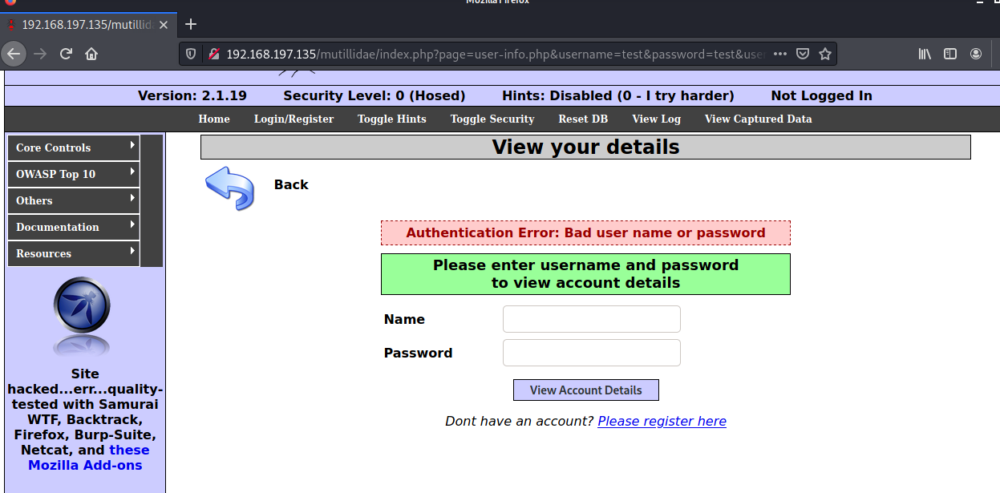 Mozilla Firefox
192.168.197.135/mutillid
192.168.197.135/mutillidae/index.php?page=user-info.php&username=test&password=test&use
Version: 2.1.19 Security Level: 0 (Hosed) Hints: Disabled (0 - I try harder) Not Logged In
Home Login/Register Toggle Hints Toggle Security Reset DB View Log View Captured Data
Core Controls
OWASP Top 10
Others
Documentation
Resources
Site
hacked...err...quality-
tested with Samurai
WTF, Backtrack,
Firefox, Burp-Suite,
Netcat, and these
Mozilla Add-ons
View your details
Back
Authentication Error: Bad user name or password
Please enter username and password
to view account details
Name
Password
View Account Details
Dont have an account? Please register here